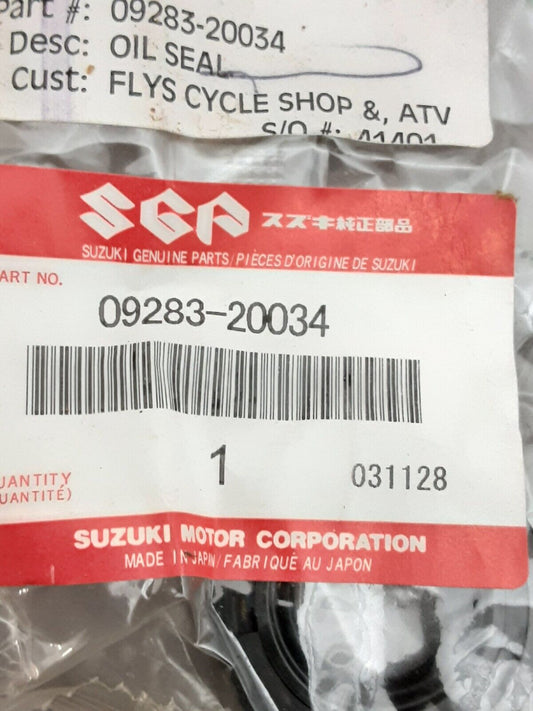 Part #: 09283-20034
Desc: OIL SEAL
Cust: FLYS CYCLE SHOP &, ATV
S/O #: 41401
SGP スズキ純正部品
SUZUKI GENUINE PARTS/PIÈCES D'ORIGINE DE SUZUKI
ART NO.
09283-20034
1
031128
UANTITY
UANTITÉ)
SUZUKI MOTOR CORPORATION
MADE IN JAPAN/FABRIQUÉ AU JAPON